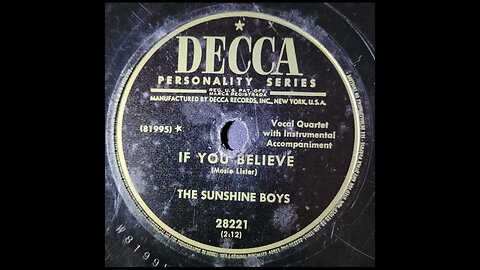 DECCA
PERSONALITY SERIES
REG. U.S. PAT. OFF.
MARCA REGISTRADA
MANUFACTURED BY DECCA RECORDS, INC., NEW YORK, U.S.A.
(81995) ★
Vocal Quartet
with Instrumental
Accompaniment
IF YOU BELIEVE
(Mosie Lister)
THE SUNSHINE BOYS
28221
(2:12)